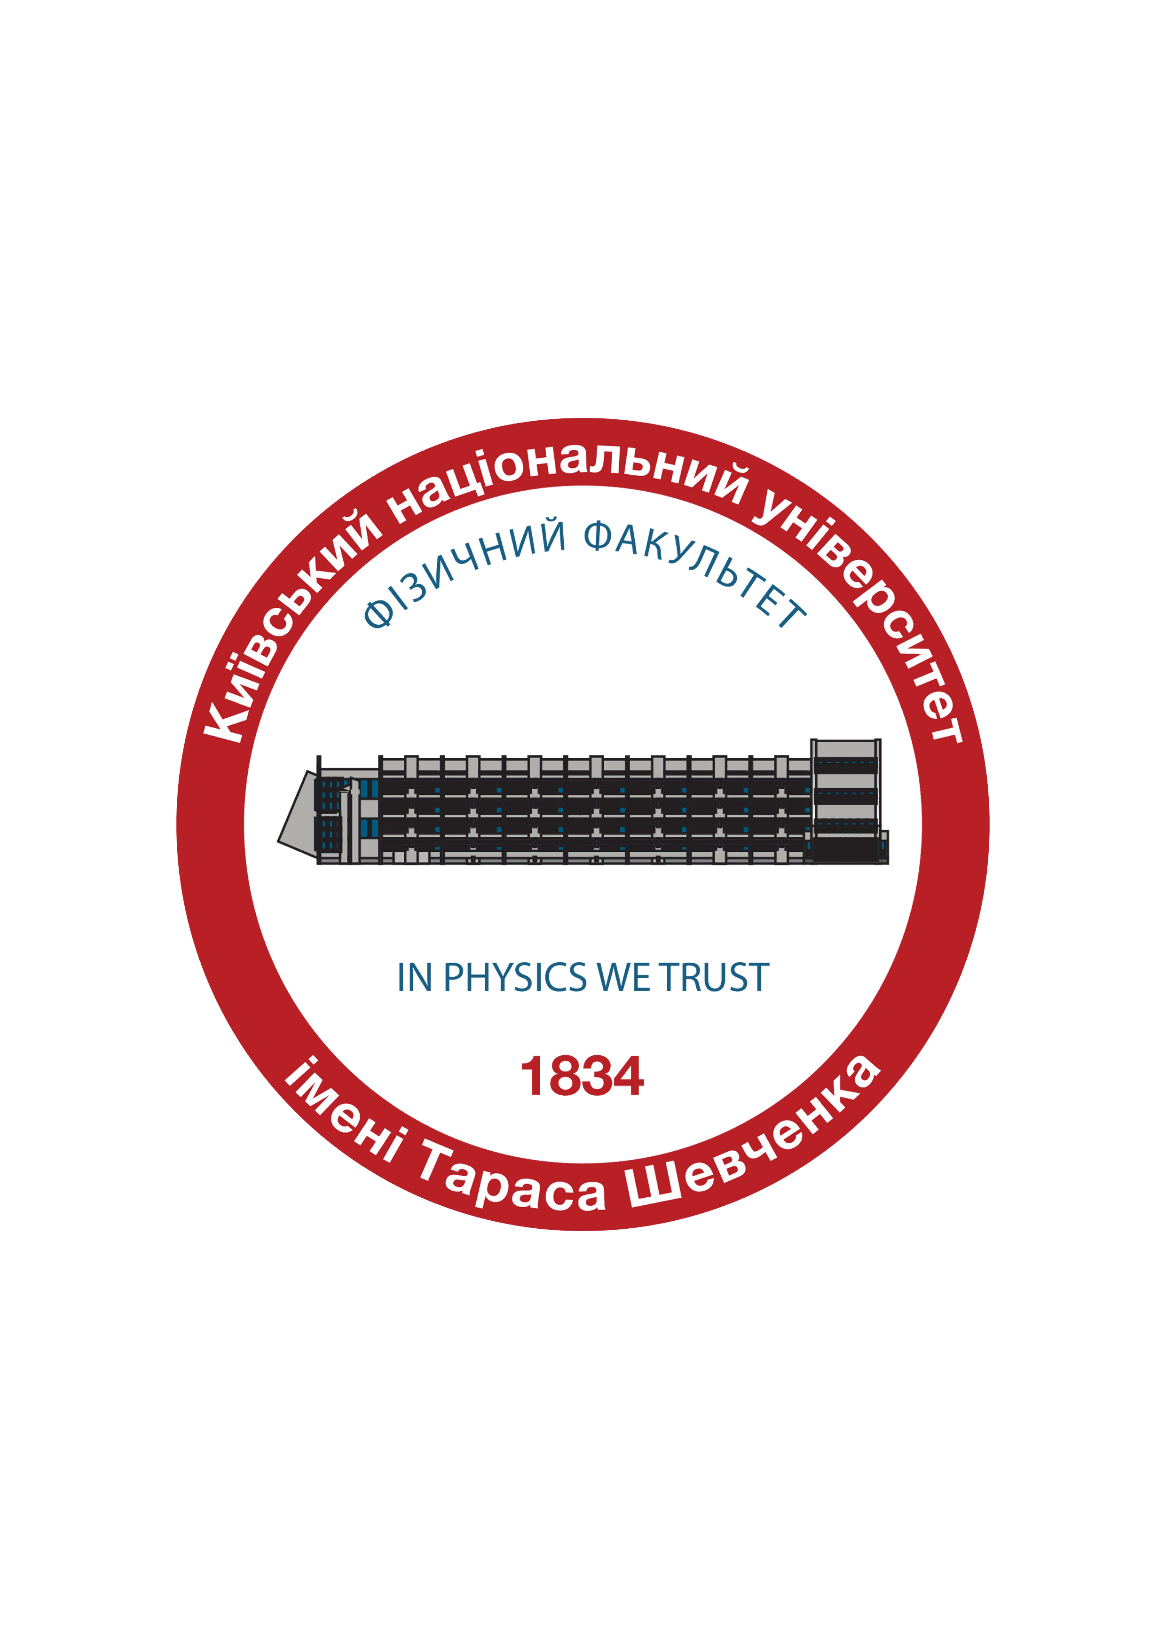 Київський національний університет
ФІЗИЧНИЙ ФАКУЛЬТЕТ
IN PHYSICS WE TRUST
1834
імені Тараса Шевченка